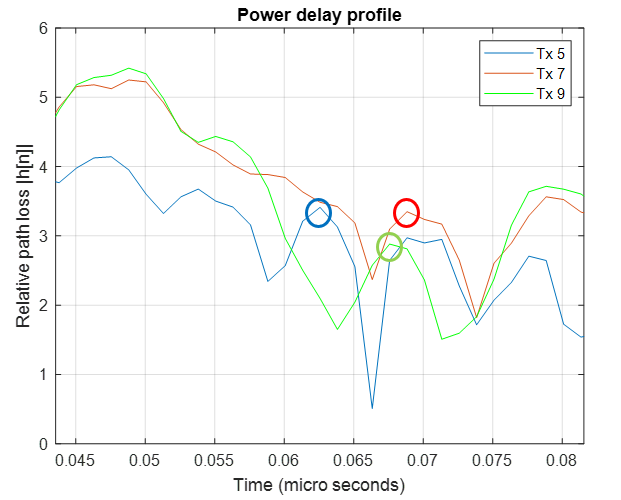 Power delay profile
Tx 5
Tx 7
Tx 9
6
5
4
3
2
1
0
Relative path loss |h[n]|
0.045 0.05 0.055 0.06 0.065 0.07 0.075 0.08
Time (micro seconds)